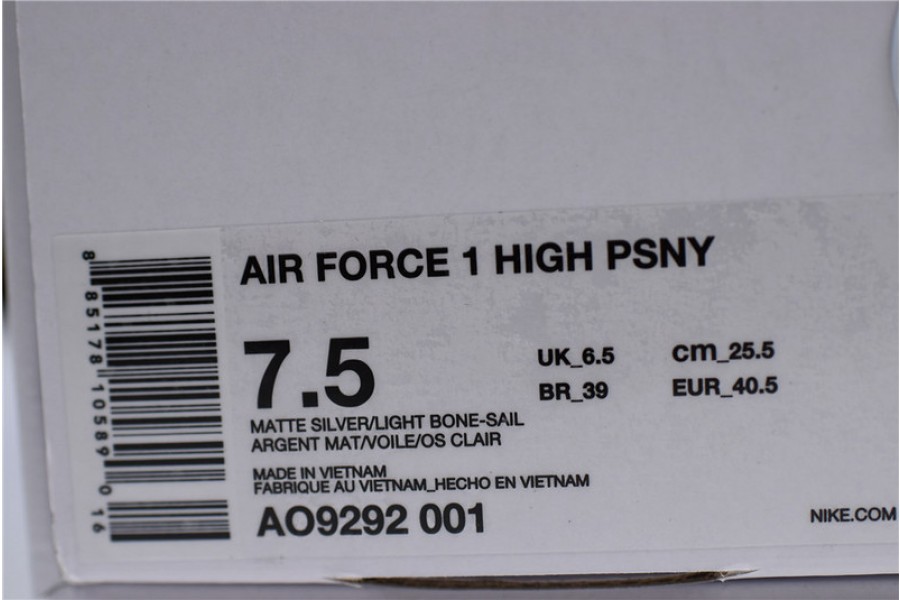 AIR FORCE 1 HIGH PSNY
7.5
UK_6.5 cm_25.5
BR_39 EUR_40.5
MATTE SILVER/LIGHT BONE-SAIL
ARGENT MAT/VOILE/OS CLAIR
MADE IN VIETNAM
FABRIQUE AU VIETNAM_HECHO EN VIETNAM
AO9292 001
NIKE.COM
8 85178 10589 0 16